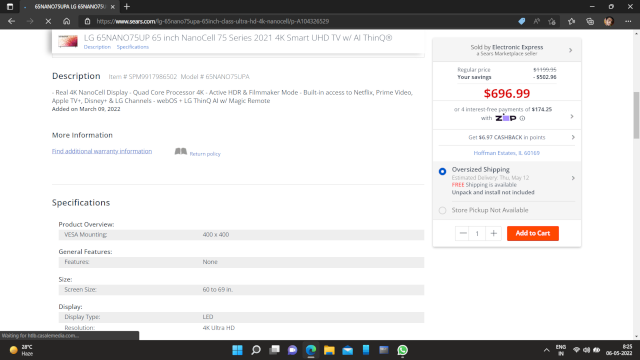 65NANO75UPA LG 65NANO75U
https://www.sears.com/lg-65nano75upa-65inch-class-ultra-hd-4k-nanocell/p-A104326529
LG 65NANO75UP 65 inch NanoCell 75 Series 2021 4K Smart UHD TV w/ AI ThinQ®
Description Specifications
Description Item # SPM9917986502 Model # 65NANO75UPA
- Ray 4K NanoCell Display - Quad Core Processor 4K - Active HDR & Filmmaker Mode - Built-in access to Netflix, Prime Video,
Apple TV+, Disney+ & LG Channels - webOS + LG ThinQ AI w/ Magic Remote
Added on March 09, 2022
More Information
Find additional warranty information
Return policy
Specifications
Product Overview:
VESA Mounting: 400 x 400
General Features:
Features: None
Size:
Screen Size: 60 to 69 in.
Display:
Display Type: LED
Resolution: 4K Ultra HD
Sold by Electronic Express
a Sears Marketplace seller
Regular price $1199.95
Your savings - $502.96
$696.99
or 4 interest-free payments of $174.25
with ZIP
Get $6.97 CASHBACK in points
Hoffman Estates, IL 60169
Oversized Shipping
Estimated Delivery: Thu, May 12
FREE Shipping is available
Unpack and install not included
Store Pickup Not Available
1
Add to Cart
Waiting for htlb.casalemedia.com...
28°C
Haze
ENG
IN
8:25
06-05-2022